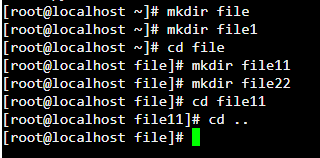 [root@localhost ~]# mkdir file
[root@localhost ~]# mkdir file1
[root@localhost ~]# cd file
[root@localhost file]# mkdir file11
[root@localhost file]# mkdir file22
[root@localhost file]# cd file11
[root@localhost file11]# cd ..
[root@localhost file]#